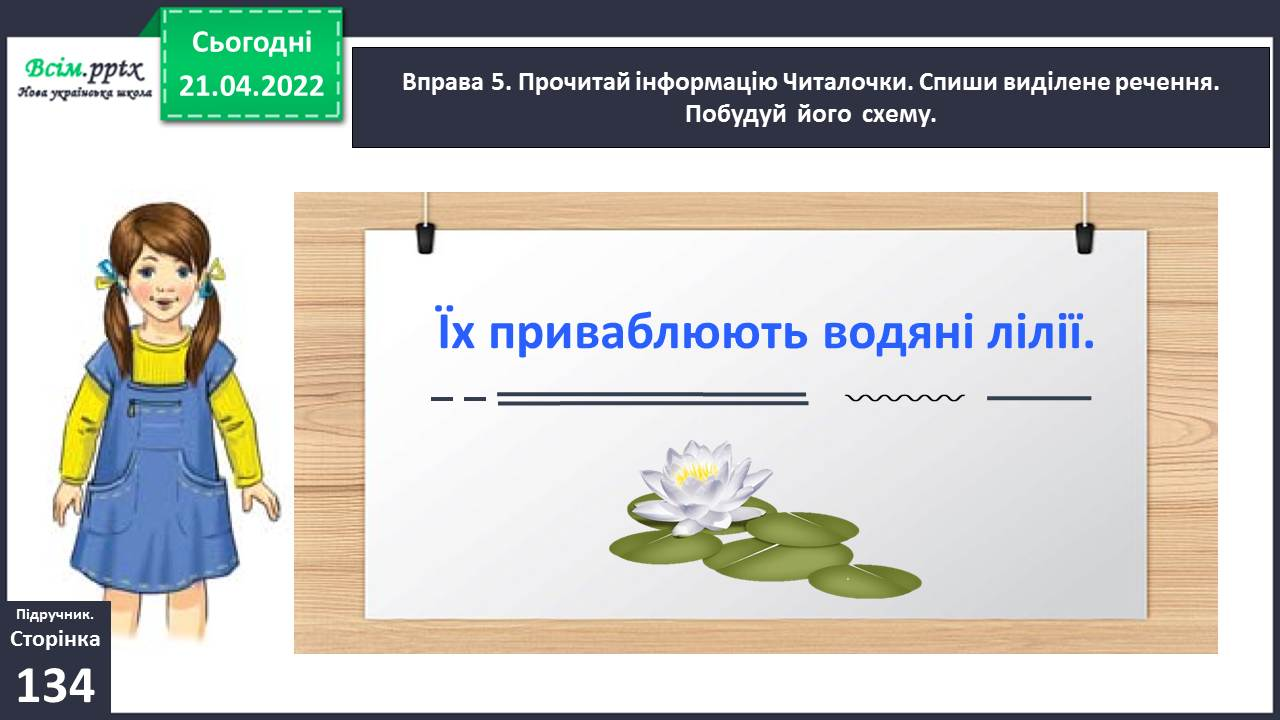 Сьогодні
21.04.2022
Всім.pptx
Нова українська школа
Вправа 5. Прочитай інформацію Читалочки. Спиши виділене речення.
Побудуй його схему.
Їх приваблюють водяні лілії.
Підручник.
Сторінка
134